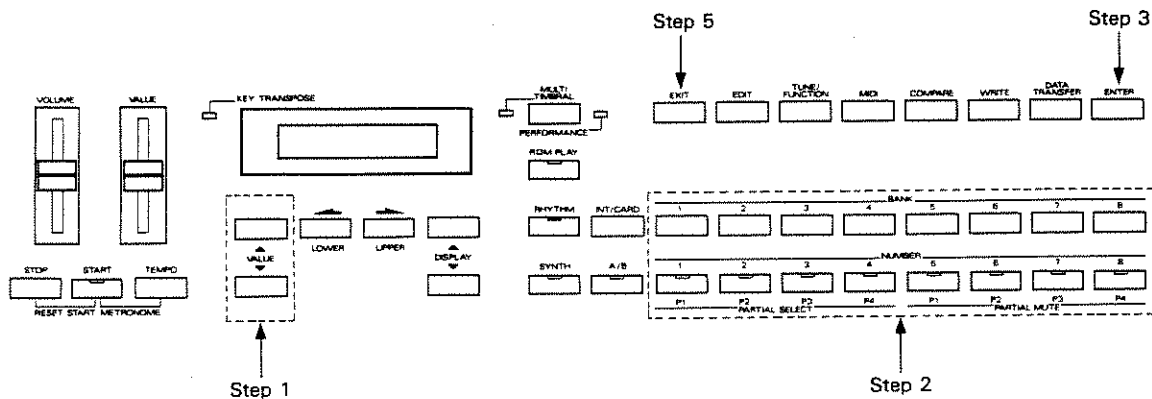 Step 5
Step 3
VOLUME
VALUE
KEY TRANSPOSE
MULTI
TIMBRAL
PERFORMANCE
ROM PLAY
EXIT
EDIT
TUNE/
FUNCTION
MIDI
COMPARE
WRITE
DATA
TRANSFER
ENTER
BANK
1 2 3 4 5 6 7 8
RHYTHM
INT/CARD
LOWER
UPPER
VALUE
DISPLAY
NUMBER
SYNTH
A/B
1 2 3 4 5 6 7 8
P1 P2 P3 P4 P1 P2 P3 P4
PARTIAL SELECT
PARTIAL MUTE
STOP
START
TEMPO
RESET START METRONOME
Step 1
Step 2